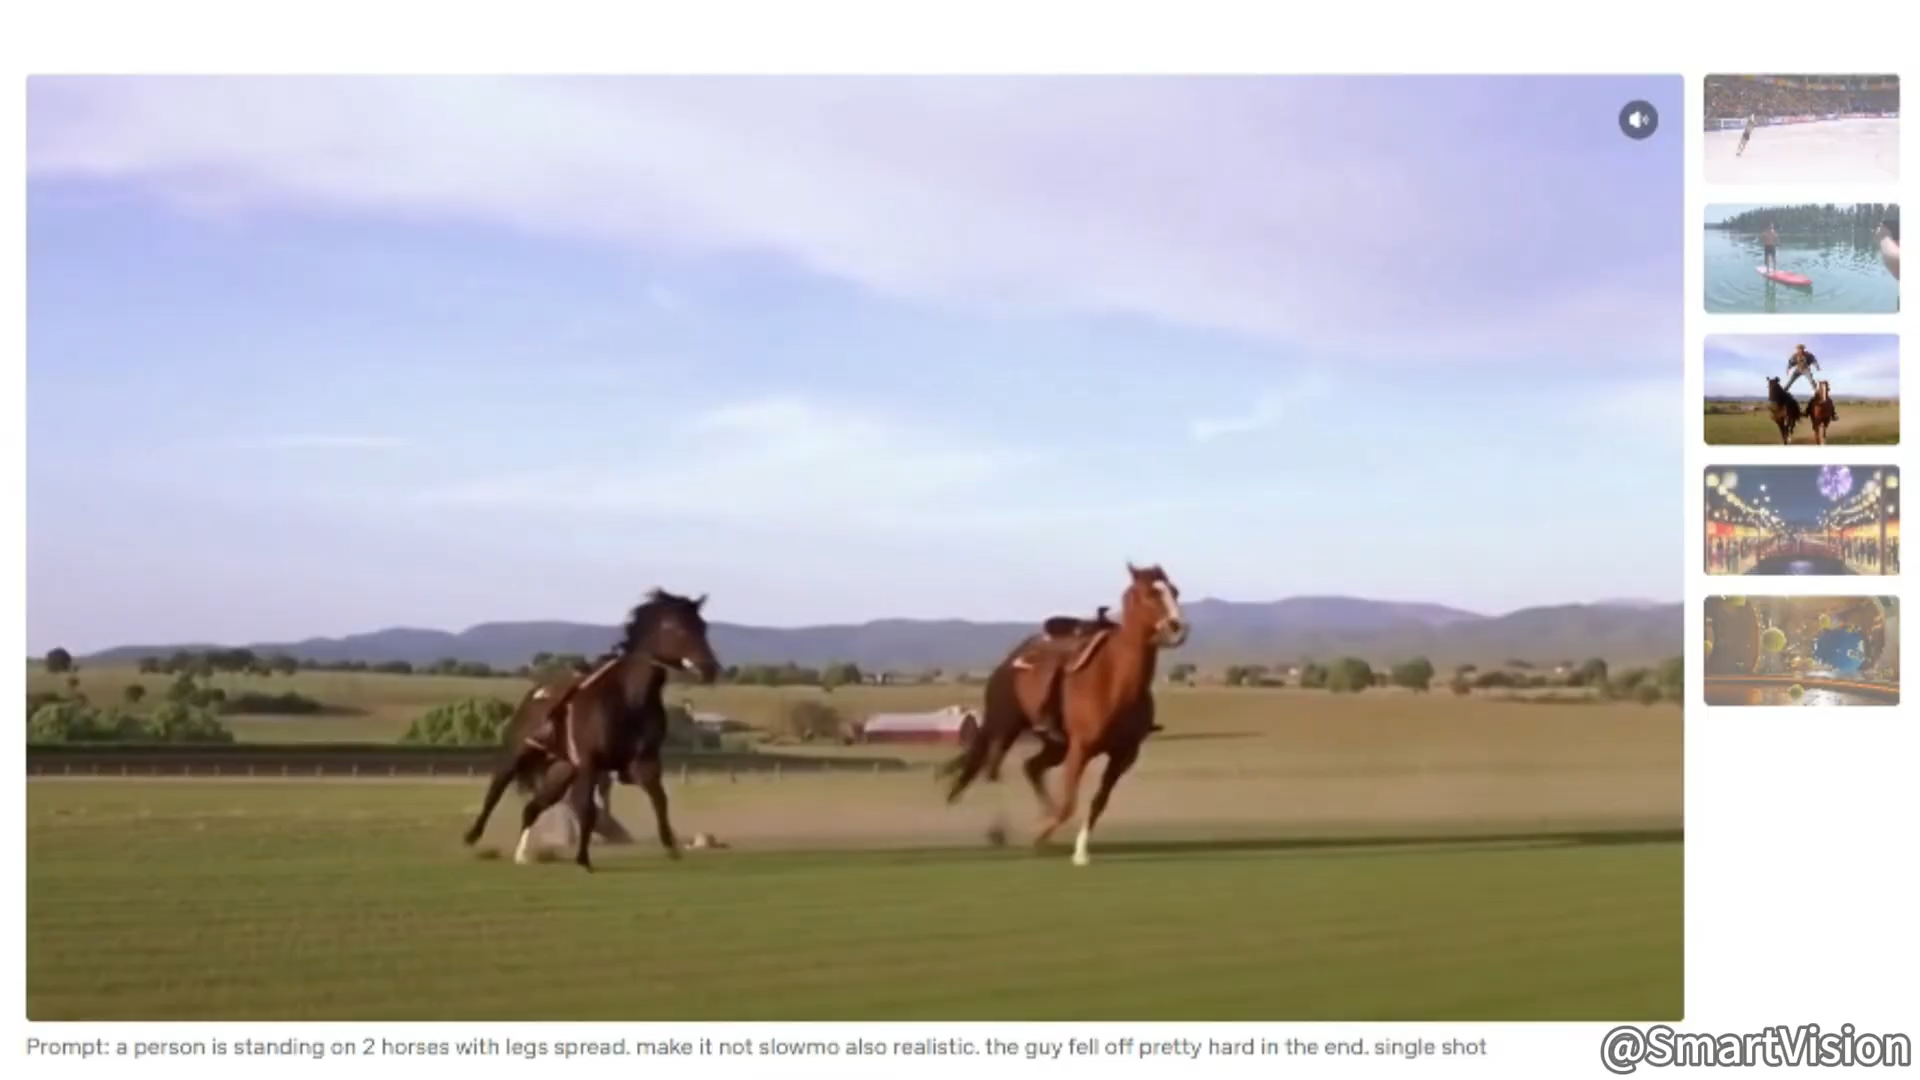 Prompt: a person is standing on 2 horses with legs spread. make it not slowmo also realistic. the guy fell off pretty hard in the end. single shot
@SmartVision